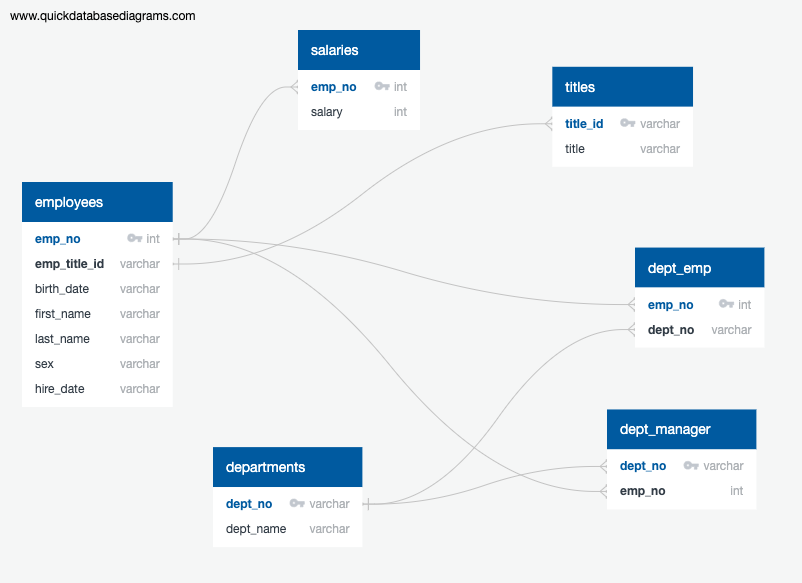 www.quickdatabasediagrams.com
salaries
emp_no int
salary int
titles
title_id varchar
title varchar
employees
emp_no int
emp_title_id varchar
birth_date varchar
first_name varchar
last_name varchar
sex varchar
hire_date varchar
dept_emp
emp_no int
dept_no varchar
dept_manager
dept_no varchar
emp_no int
departments
dept_no varchar
dept_name varchar